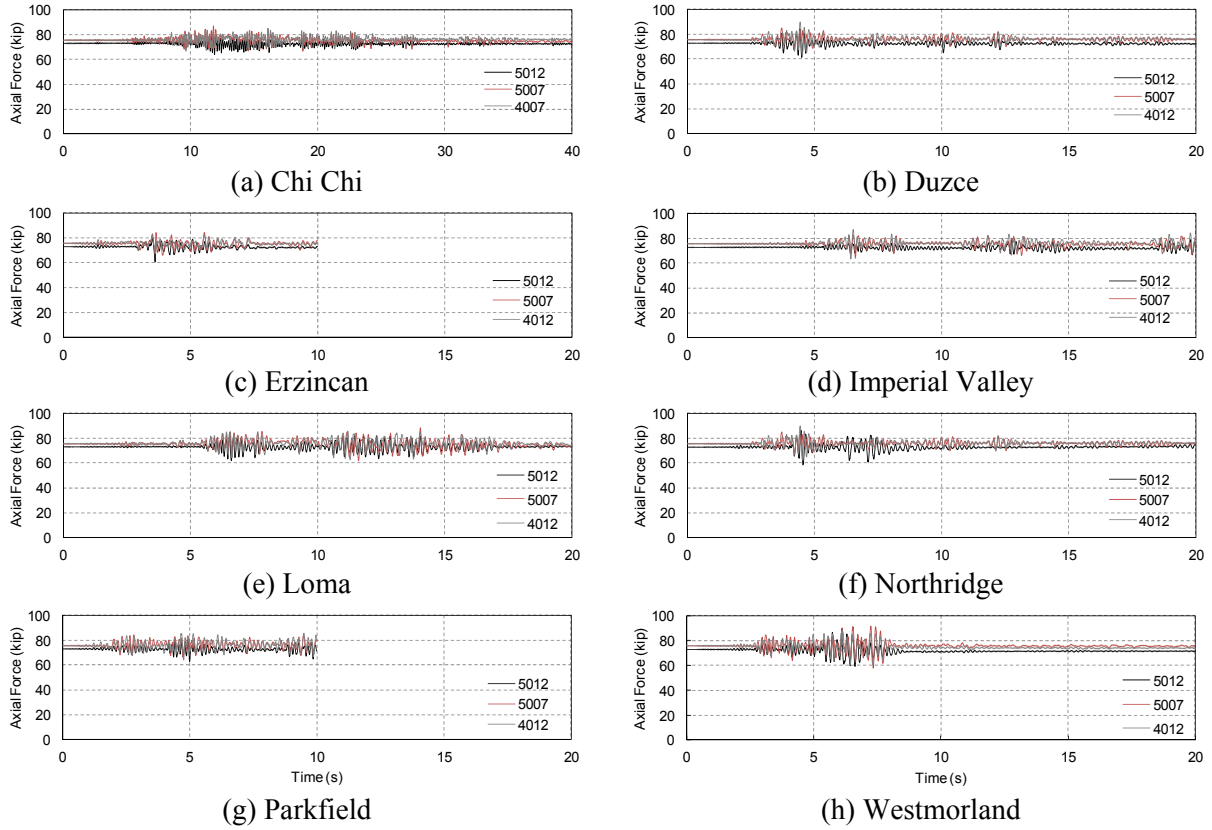 Axial Force (kip)
100
80
60
40
20
0
5012
5007
4007
0 10 20 30 40
(a) Chi Chi
Axial Force (kip)
100
80
60
40
20
0
5012
5007
4012
0 5 10 15 20
(b) Duzce
Axial Force (kip)
100
80
60
40
20
0
5012
5007
4012
0 5 10 15 20
(c) Erzincan
Axial Force (kip)
100
80
60
40
20
0
5012
5007
4012
0 5 10 15 20
(d) Imperial Valley
Axial Force (kip)
100
80
60
40
20
0
5012
5007
4012
0 5 10 15 20
(e) Loma
Axial Force (kip)
100
80
60
40
20
0
5012
5007
4012
0 5 10 15 20
(f) Northridge
Axial Force (kip)
100
80
60
40
20
0
5012
5007
4012
0 5 10 15 20
Time (s)
(g) Parkfield
Axial Force (kip)
100
80
60
40
20
0
5012
5007
4012
0 5 10 15 20
Time (s)
(h) Westmorland